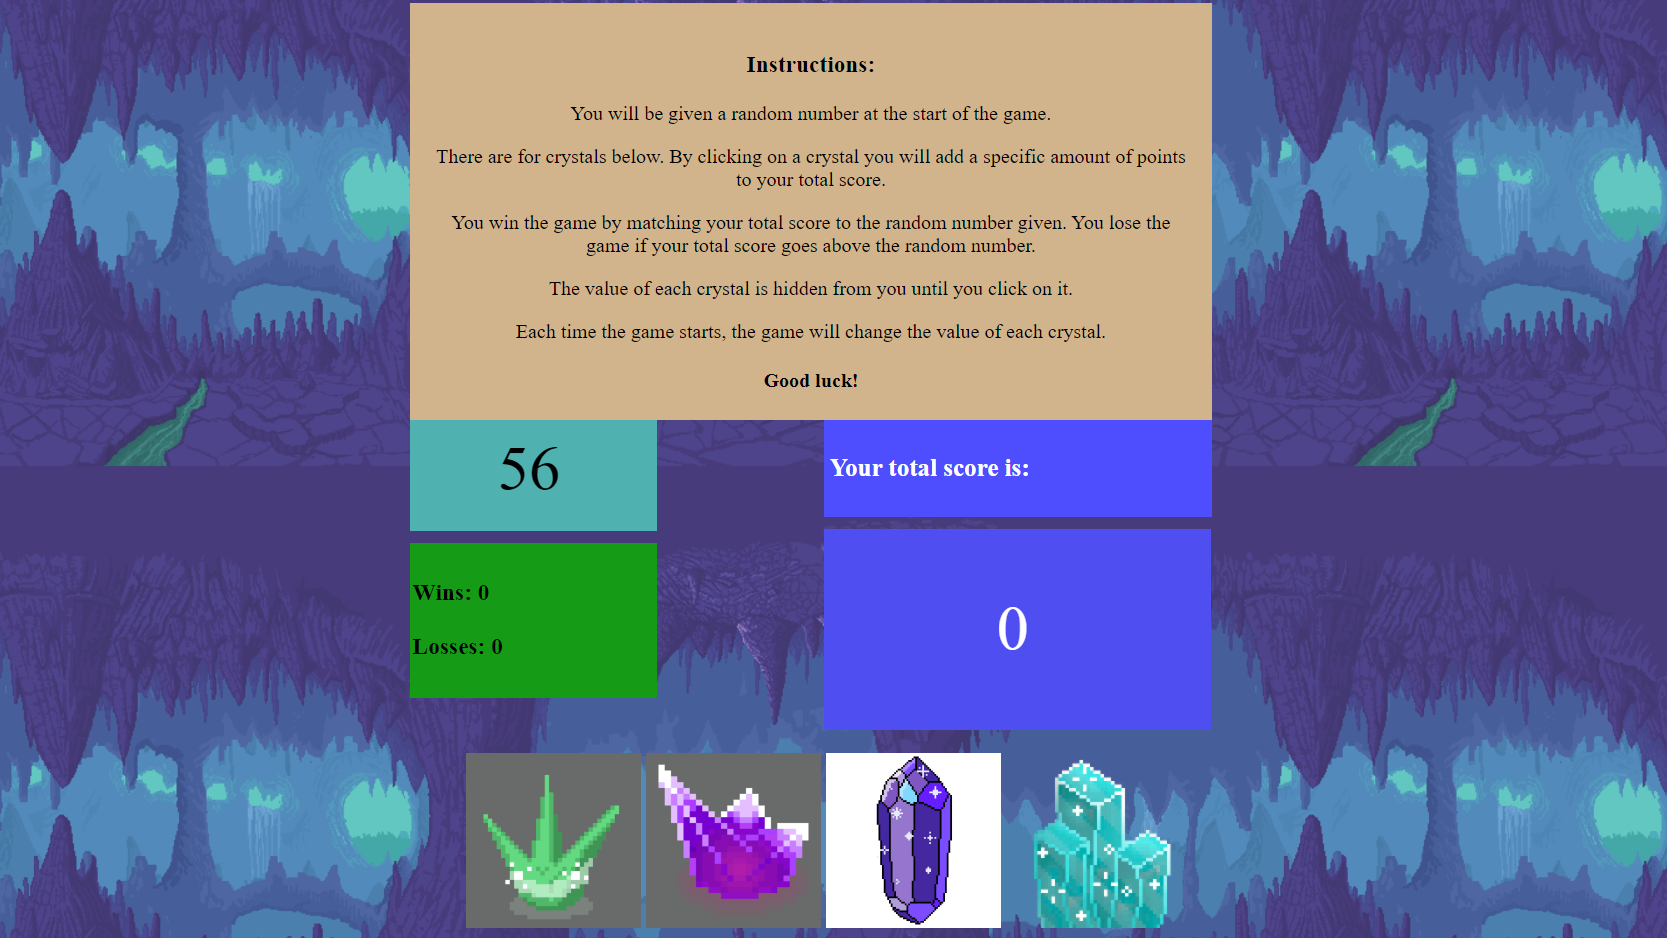 Instructions:
You will be given a random number at the start of the game.
There are for crystals below. By clicking on a crystal you will add a specific amount of points
to your total score.
You win the game by matching your total score to the random number given. You lose the
game if your total score goes above the random number.
The value of each crystal is hidden from you until you click on it.
Each time the game starts, the game will change the value of each crystal.
Good luck!
56
Your total score is:
Wins: 0
Losses: 0
0